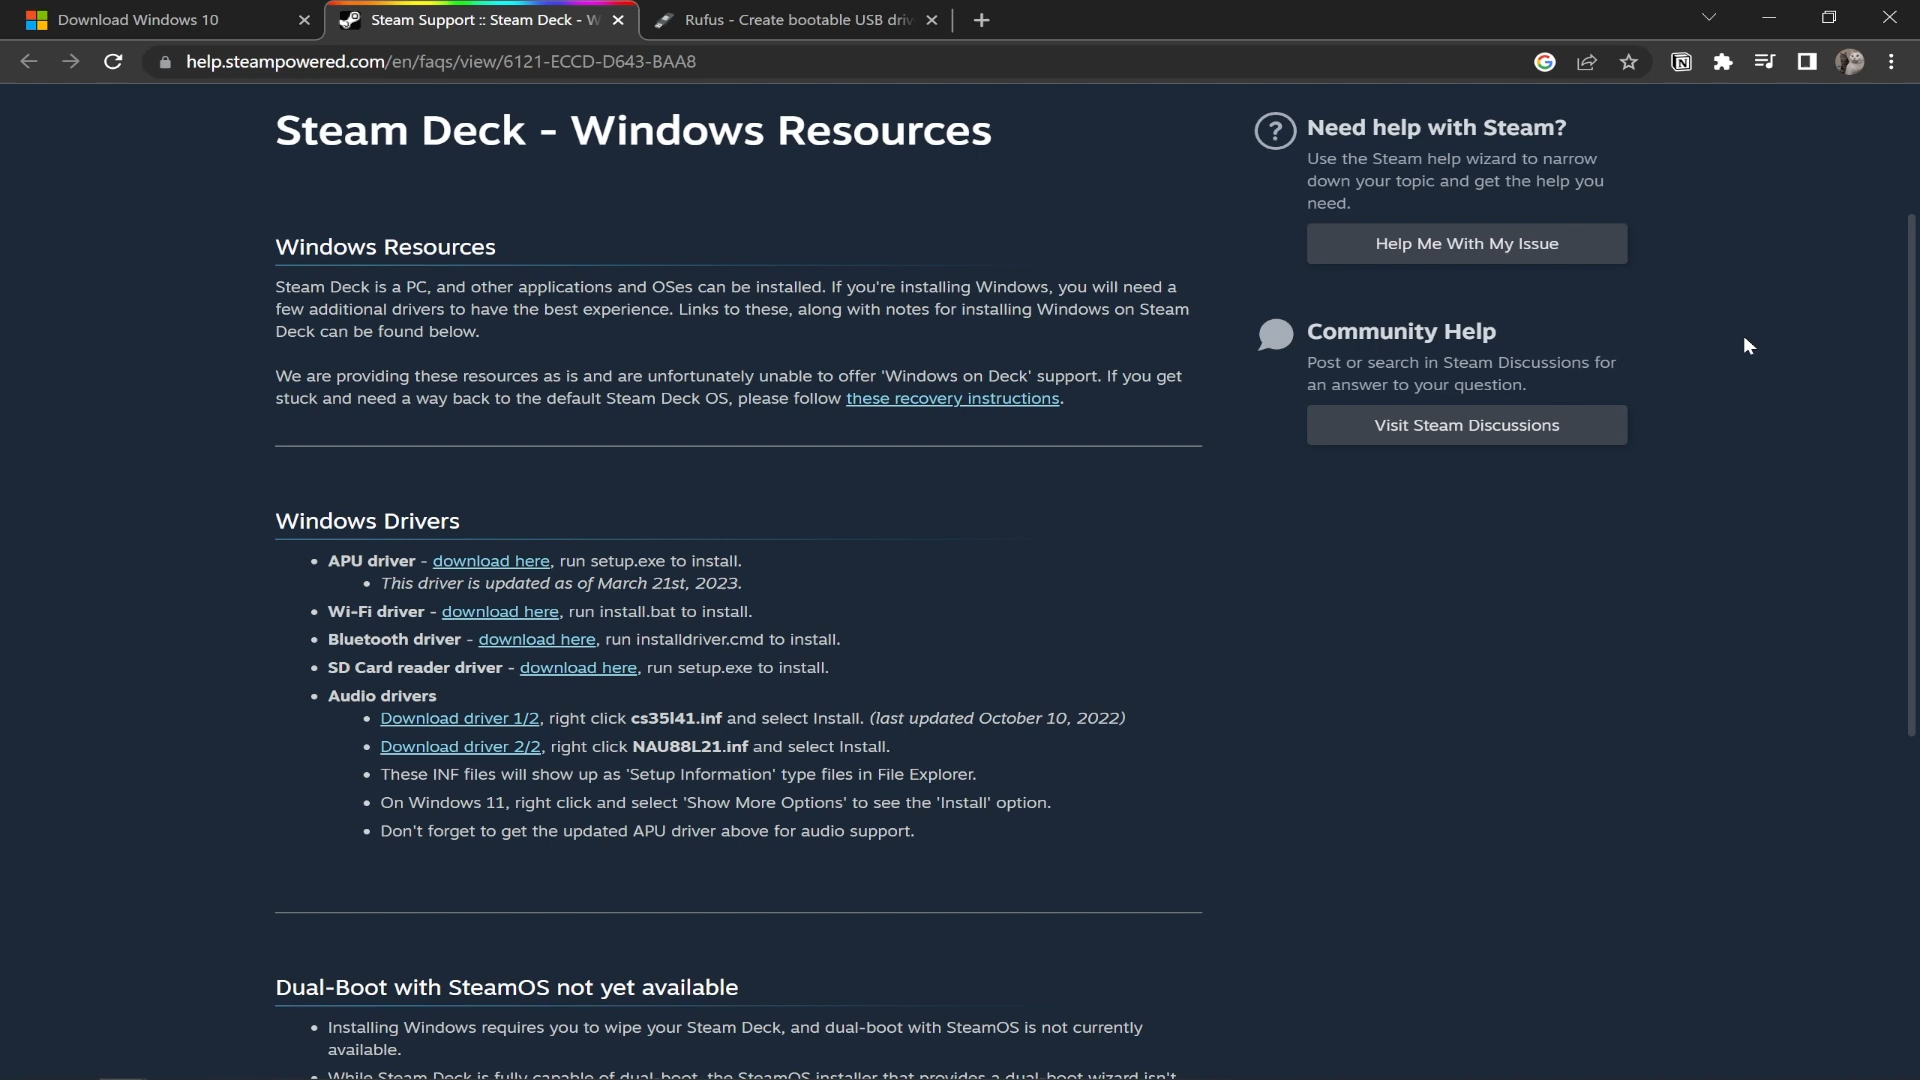 Download Windows 10
Steam Support :: Steam Deck - W
Rufus - Create bootable USB driv
help.steampowered.com/en/faqs/view/6121-ECCD-D643-BAA8
Steam Deck - Windows Resources
Windows Resources
Steam Deck is a PC, and other applications and OSes can be installed. If you're installing Windows, you will need a
few additional drivers to have the best experience. Links to these, along with notes for installing Windows on Steam
Deck can be found below.
We are providing these resources as is and are unfortunately unable to offer 'Windows on Deck' support. If you get
stuck and need a way back to the default Steam Deck OS, please follow these recovery instructions.
Windows Drivers
• APU driver - download here, run setup.exe to install.
• This driver is updated as of March 21st, 2023.
• Wi-Fi driver - download here, run install.bat to install.
• Bluetooth driver - download here, run installdriver.cmd to install.
• SD Card reader driver - download here, run setup.exe to install.
• Audio drivers
• Download driver 1/2, right click cs35l41.inf and select Install. (last updated October 10, 2022)
• Download driver 2/2, right click NAU88L21.inf and select Install.
• These INF files will show up as 'Setup Information' type files in File Explorer.
• On Windows 11, right click and select 'Show More Options' to see the 'Install' option.
• Don't forget to get the updated APU driver above for audio support.
Dual-Boot with SteamOS not yet available
• Installing Windows requires you to wipe your Steam Deck, and dual-boot with SteamOS is not currently
available.
• While Steam Deck is fully capable of dual-boot, the SteamOS installer that provides a dual-boot wizard isn't
? Need help with Steam?
Use the Steam help wizard to narrow
down your topic and get the help you
need.
Help Me With My Issue
Community Help
Post or search in Steam Discussions for
an answer to your question.
Visit Steam Discussions